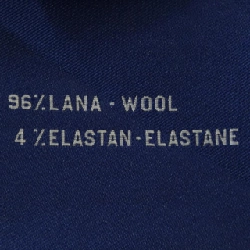 96% LANA - WOOL
4 % ELASTAN - ELASTANE